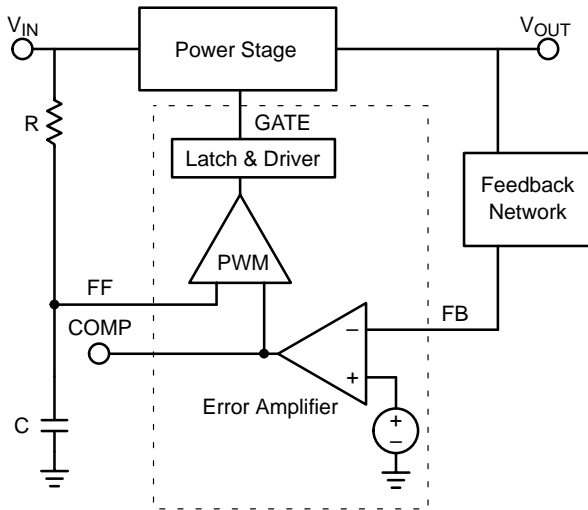 VIN
VOUT
Power Stage
R
GATE
Latch & Driver
Feedback
Network
PWM
FF
FB
COMP
−
+
Error Amplifier
+
−
C